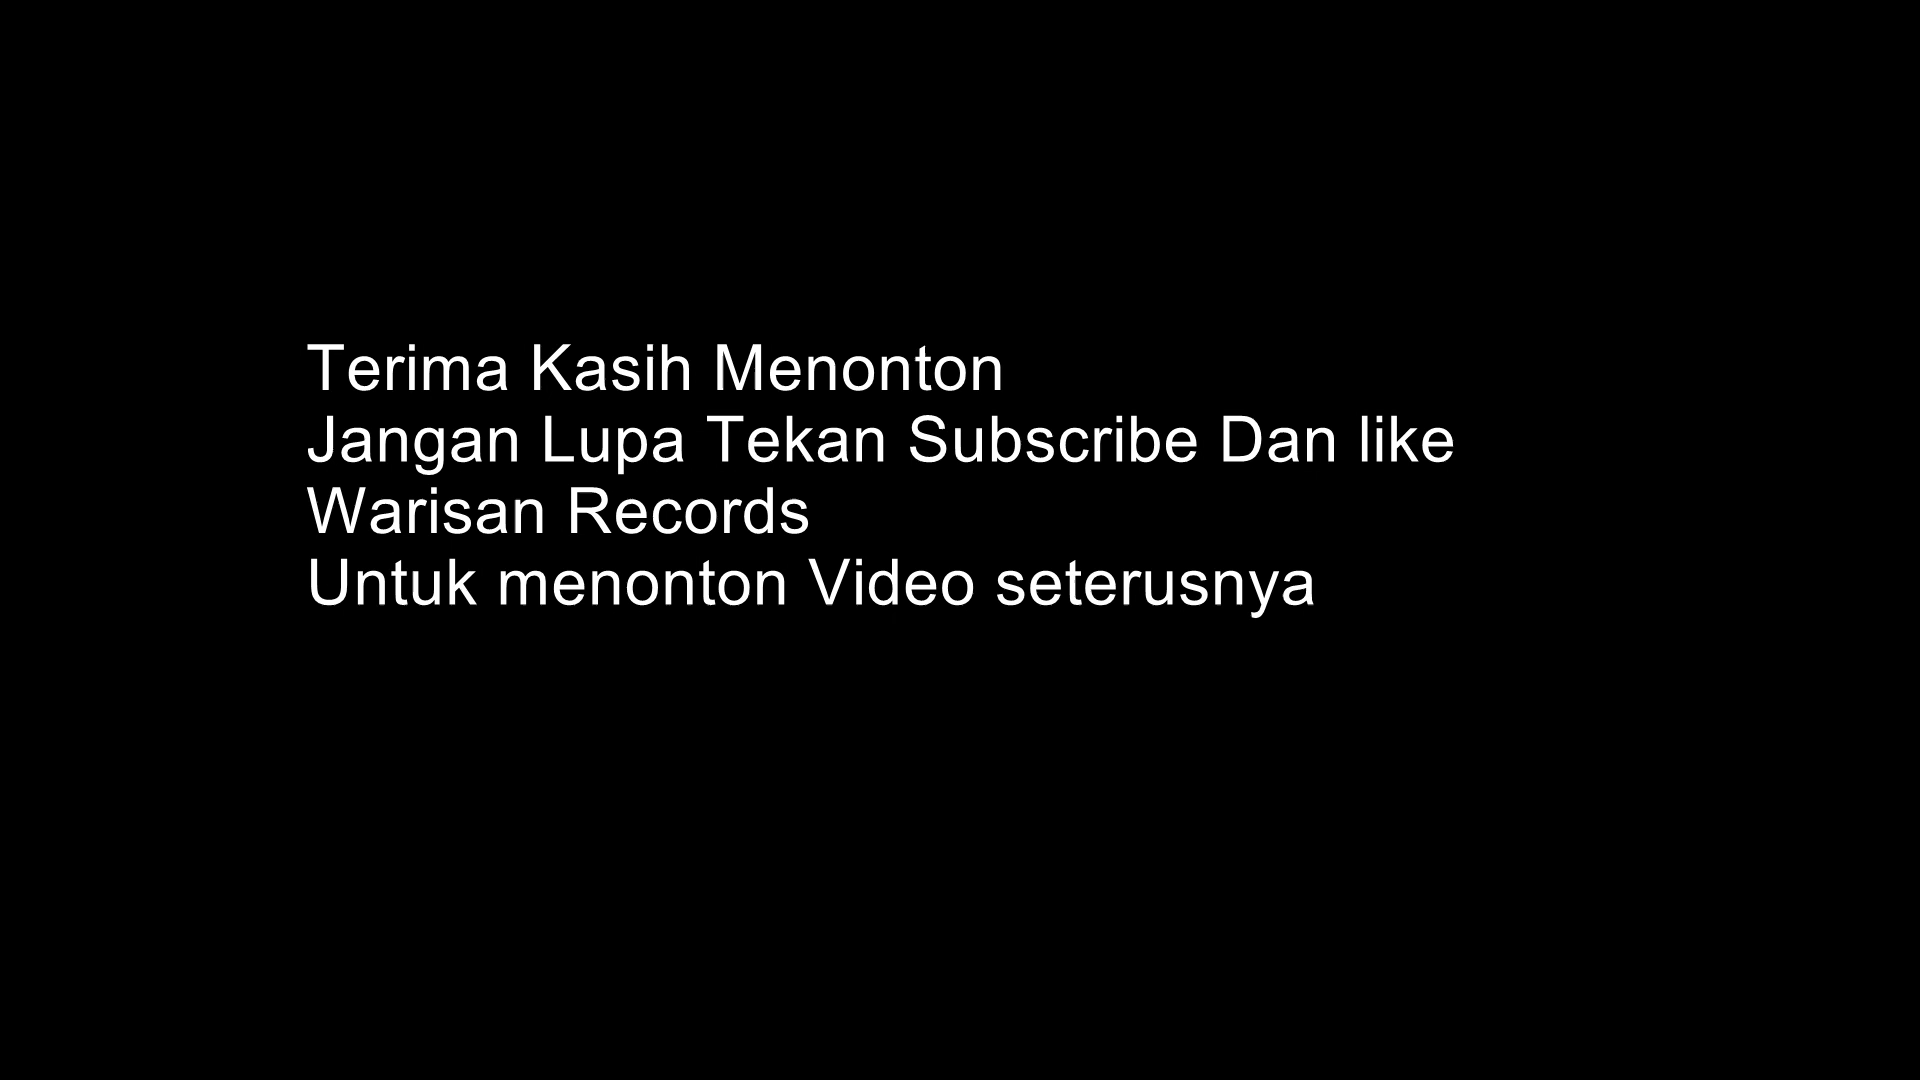 Terima Kasih Menonton
Jangan Lupa Tekan Subscribe Dan like
Warisan Records
Untuk menonton Video seterusnya